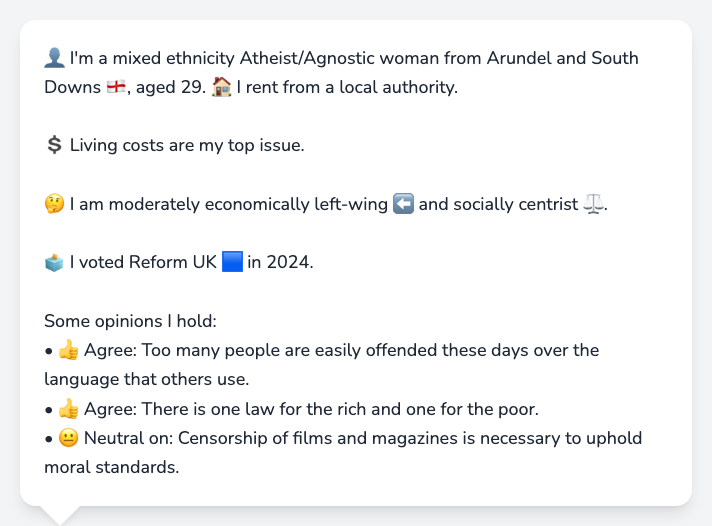 👤 I'm a mixed ethnicity Atheist/Agnostic woman from Arundel and South
Downs 🏴󠁧󠁢󠁥󠁮󠁧󠁿, aged 29. 🏠 I rent from a local authority.
💲 Living costs are my top issue.
🤔 I am moderately economically left-wing ⬅️ and socially centrist ⚖️.
🗳️ I voted Reform UK 🟦 in 2024.
Some opinions I hold:
• 👍 Agree: Too many people are easily offended these days over the
language that others use.
• 👍 Agree: There is one law for the rich and one for the poor.
• 😐 Neutral on: Censorship of films and magazines is necessary to uphold
moral standards.